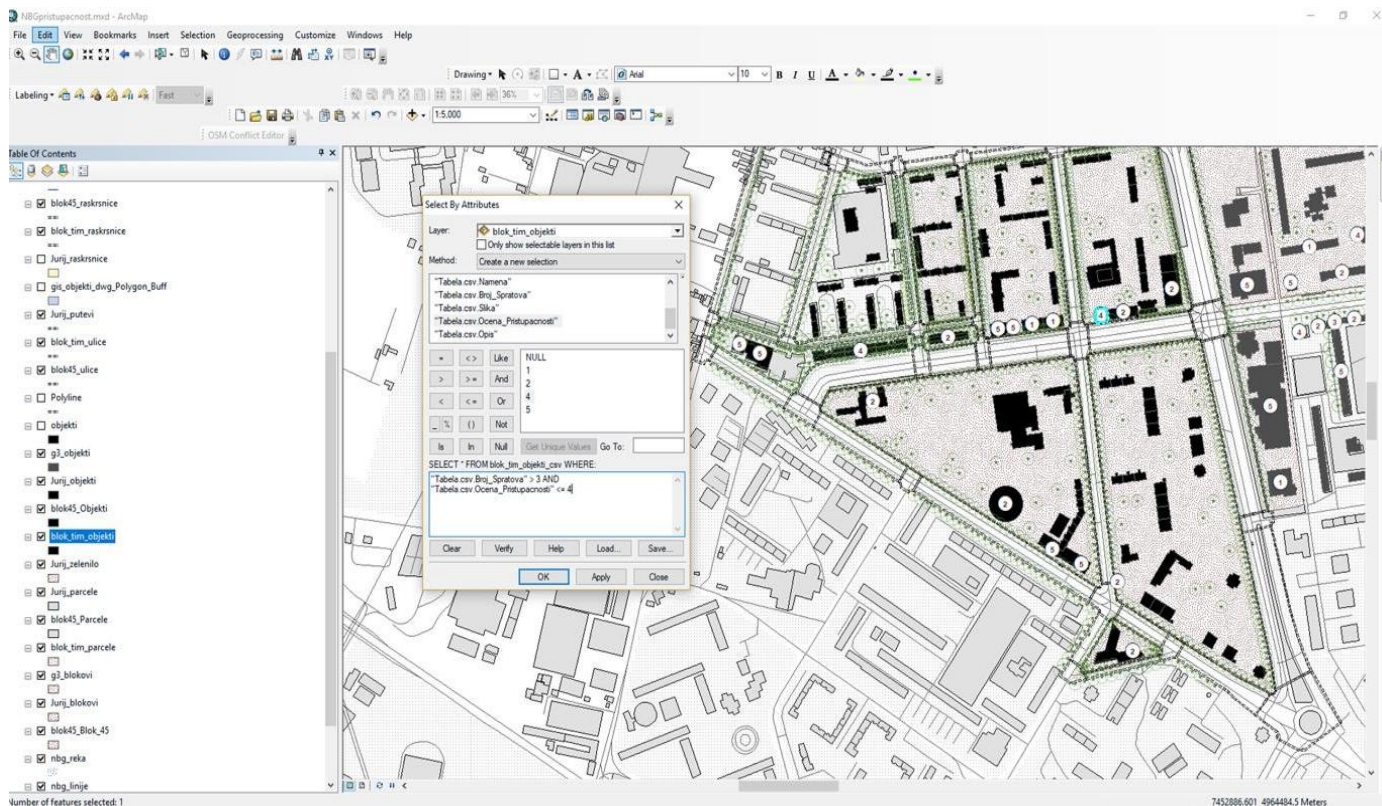 NBGpristupacnost.mxd - ArcMap
File Edit View Bookmarks Insert Selection Geoprocessing Customize Windows Help
Drawing Arial 10 B I U A
Labeling Fast 36%
1:5,000
OSM Conflict Editor
Table Of Contents
blok45_raskrsnice
blok_tim_raskrsnice
Jurij_raskrsnice
gis_objekti_dwg_Polygon_Buff
Jurij_putevi
blok_tim_ulice
blok45_ulice
Polyline
objekti
g3_objekti
Jurij_objekti
blok45_Objekti
blok_tim_objekti
Jurij_zelenilo
Jurij_parcele
blok45_Parcele
blok_tim_parcele
g3_blokovi
Jurij_blokovi
blok45_Blok_45
nbg_reka
nbg_linije
Select By Attributes
Layer: blok_tim_objekti
Only show selectable layers in this list
Method: Create a new selection
"Tabela.csv.Namena"
"Tabela.csv.Broj_Spratova"
"Tabela.csv.Slika"
"Tabela.csv.Ocena_Pristupacnosti"
"Tabela.csv.Opis"
= <> Like
> >= And
< <= Or
_ % () Not
Is In Null
NULL
1
2
4
5
Get Unique Values Go To:
SELECT * FROM blok_tim_objekti_csv WHERE:
"Tabela.csv.Broj_Spratova" > 3 AND
"Tabela.csv.Ocena_Pristupacnosti" <= 4
Clear Verify Help Load... Save...
OK Apply Close
Number of features selected: 1
7452886.601 4964484.5 Meters